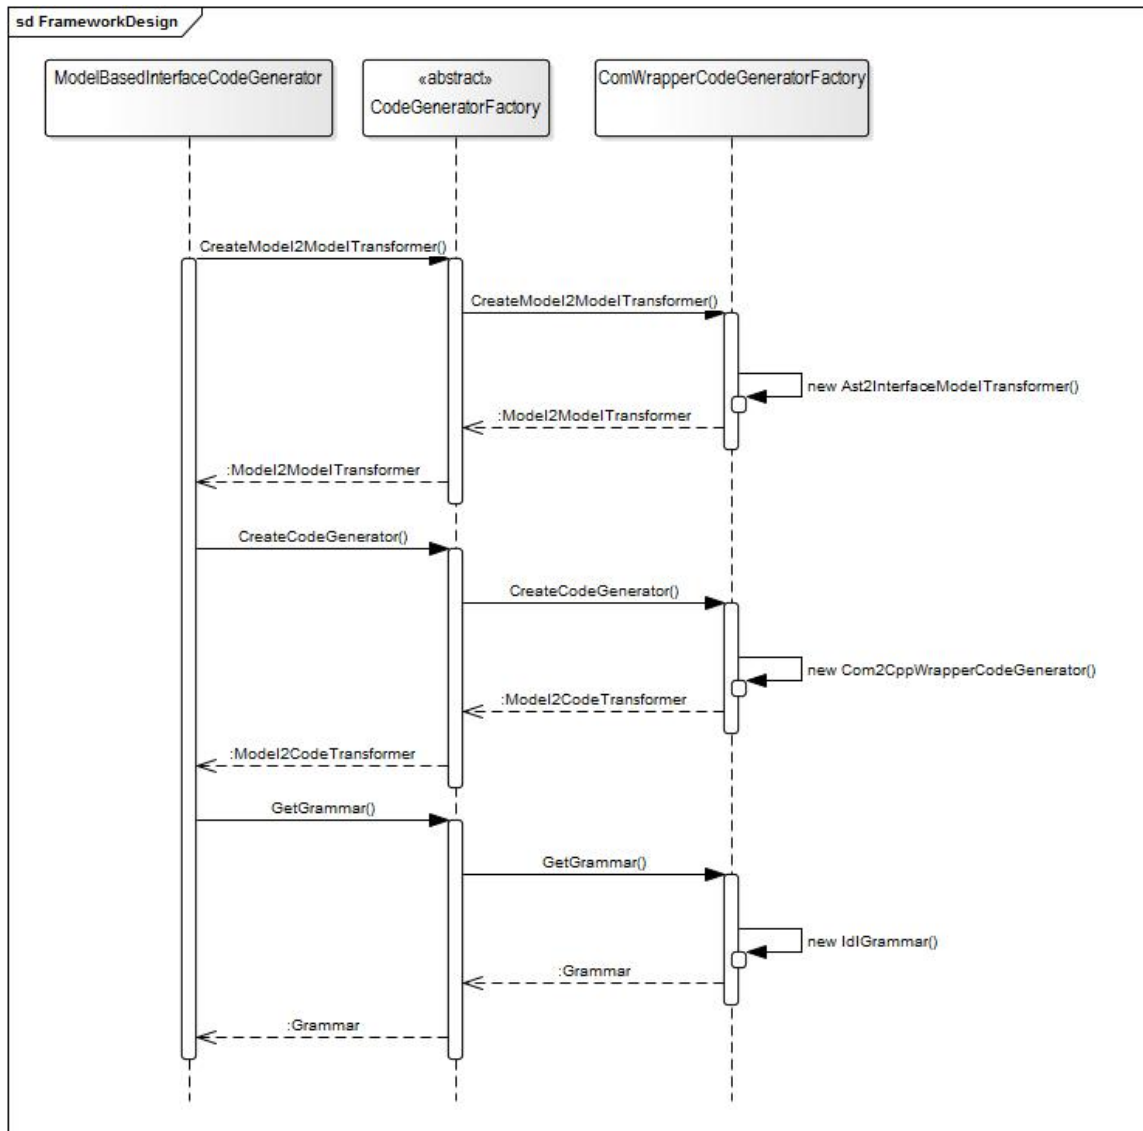 sd FrameworkDesign
ModelBasedInterfaceCodeGenerator
«abstract»
CodeGeneratorFactory
ComWrapperCodeGeneratorFactory
CreateModel2ModelTransformer()
CreateModel2ModelTransformer()
new Ast2InterfaceModelTransformer()
:Model2ModelTransformer
:Model2ModelTransformer
CreateCodeGenerator()
CreateCodeGenerator()
new Com2CppWrapperCodeGenerator()
:Model2CodeTransformer
:Model2CodeTransformer
GetGrammar()
GetGrammar()
new IdlGrammar()
:Grammar
:Grammar